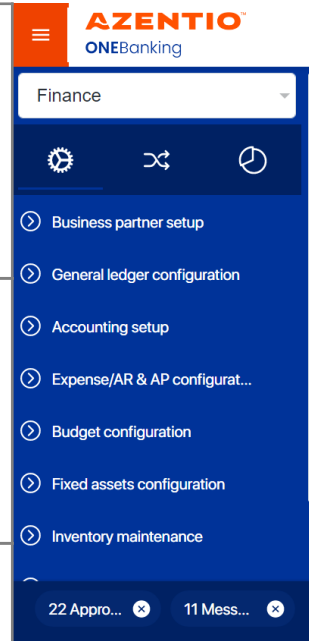 AZENTIO™
ONEBanking
Finance
Business partner setup
General ledger configuration
Accounting setup
Expense/AR & AP configurat...
Budget configuration
Fixed assets configuration
Inventory maintenance
22 Appro...
11 Mess...